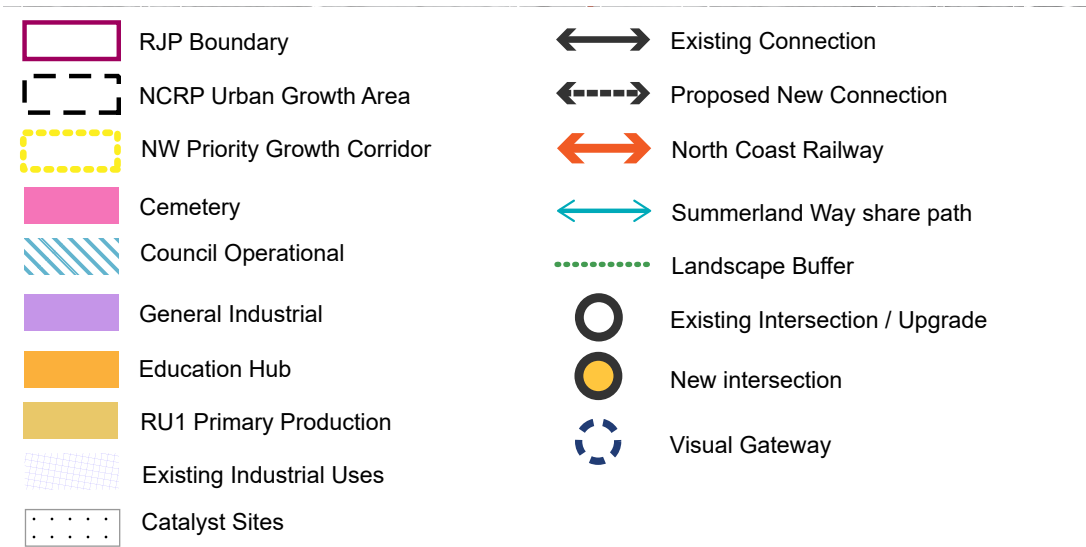 RJP Boundary
NCRP Urban Growth Area
NW Priority Growth Corridor
Cemetery
Council Operational
General Industrial
Education Hub
RU1 Primary Production
Existing Industrial Uses
Catalyst Sites
Existing Connection
Proposed New Connection
North Coast Railway
Summerland Way share path
Landscape Buffer
Existing Intersection / Upgrade
New intersection
Visual Gateway